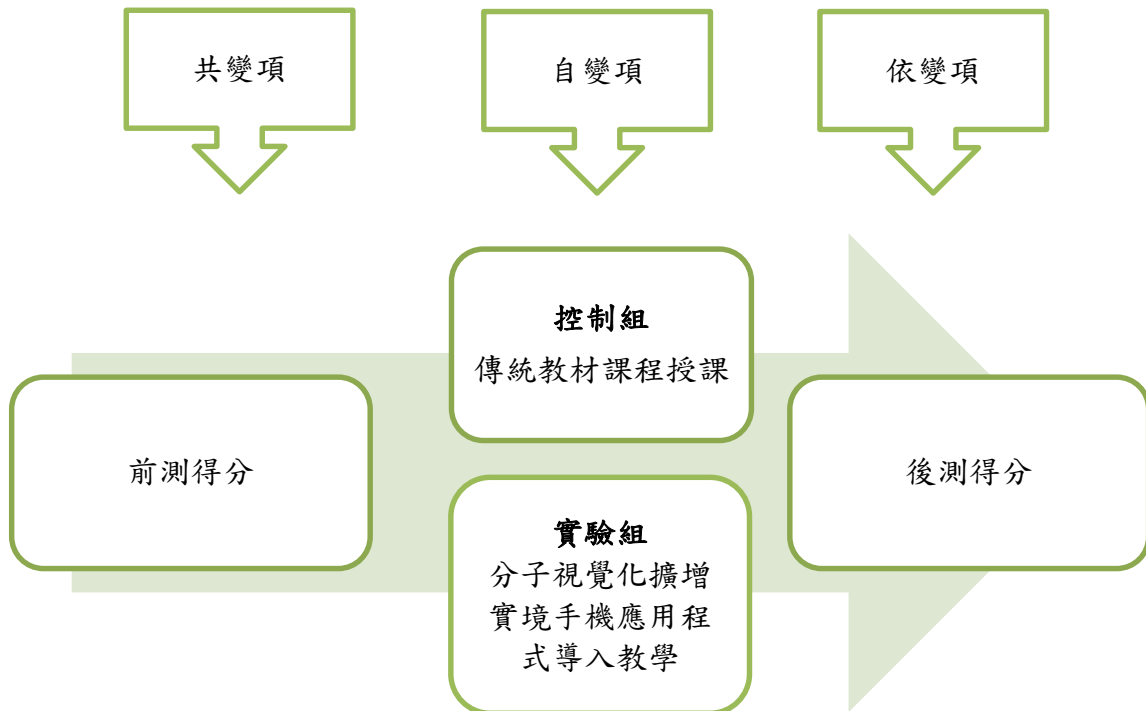 共變項
自變項
依變項
控制組
傳統教材課程授課
前測得分
後測得分
實驗組
分子視覺化擴增
實境手機應用程
式導入教學